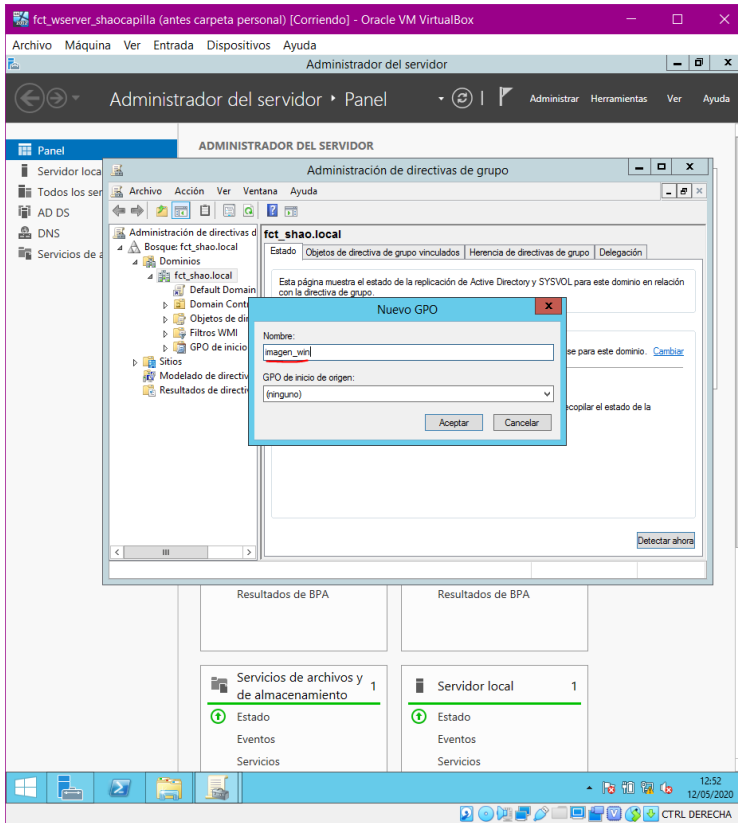 fct_wserver_shaocapilla (antes carpeta personal) [Corriendo] - Oracle VM VirtualBox
Archivo Máquina Ver Entrada Dispositivos Ayuda
Administrador del servidor
Administrador del servidor Panel
Administrar Herramientas Ver Ayuda
Panel
Servidor loca
Todos los ser
AD DS
DNS
Servicios de a
ADMINISTRADOR DEL SERVIDOR
Administración de directivas de grupo
Archivo Acción Ver Ventana Ayuda
Administración de directivas d
Bosque: fct_shao.local
Dominios
fct_shao.local
Default Domain
Domain Cont
Objetos de dir
Filtros WMI
GPO de inicio
Sitios
Modelado de directiv
Resultados de directiv
fct_shao.local
Estado Objetos de directiva de grupo vinculados Herencia de directivas de grupo Delegación
Esta página muestra el estado de la replicación de Active Directory y SYSVOL para este dominio en relación
con la directiva de grupo.
se para este dominio. Cambiar
ecopilar el estado de la
Detectar ahora
Nuevo GPO
Nombre:
imagen_win
GPO de inicio de origen:
(ninguno)
Aceptar Cancelar
Resultados de BPA
Resultados de BPA
Servicios de archivos y
de almacenamiento
1
Estado
Eventos
Servicios
Servidor local 1
Estado
Eventos
Servicios
12:52
12/05/2020
CTRL DERECHA